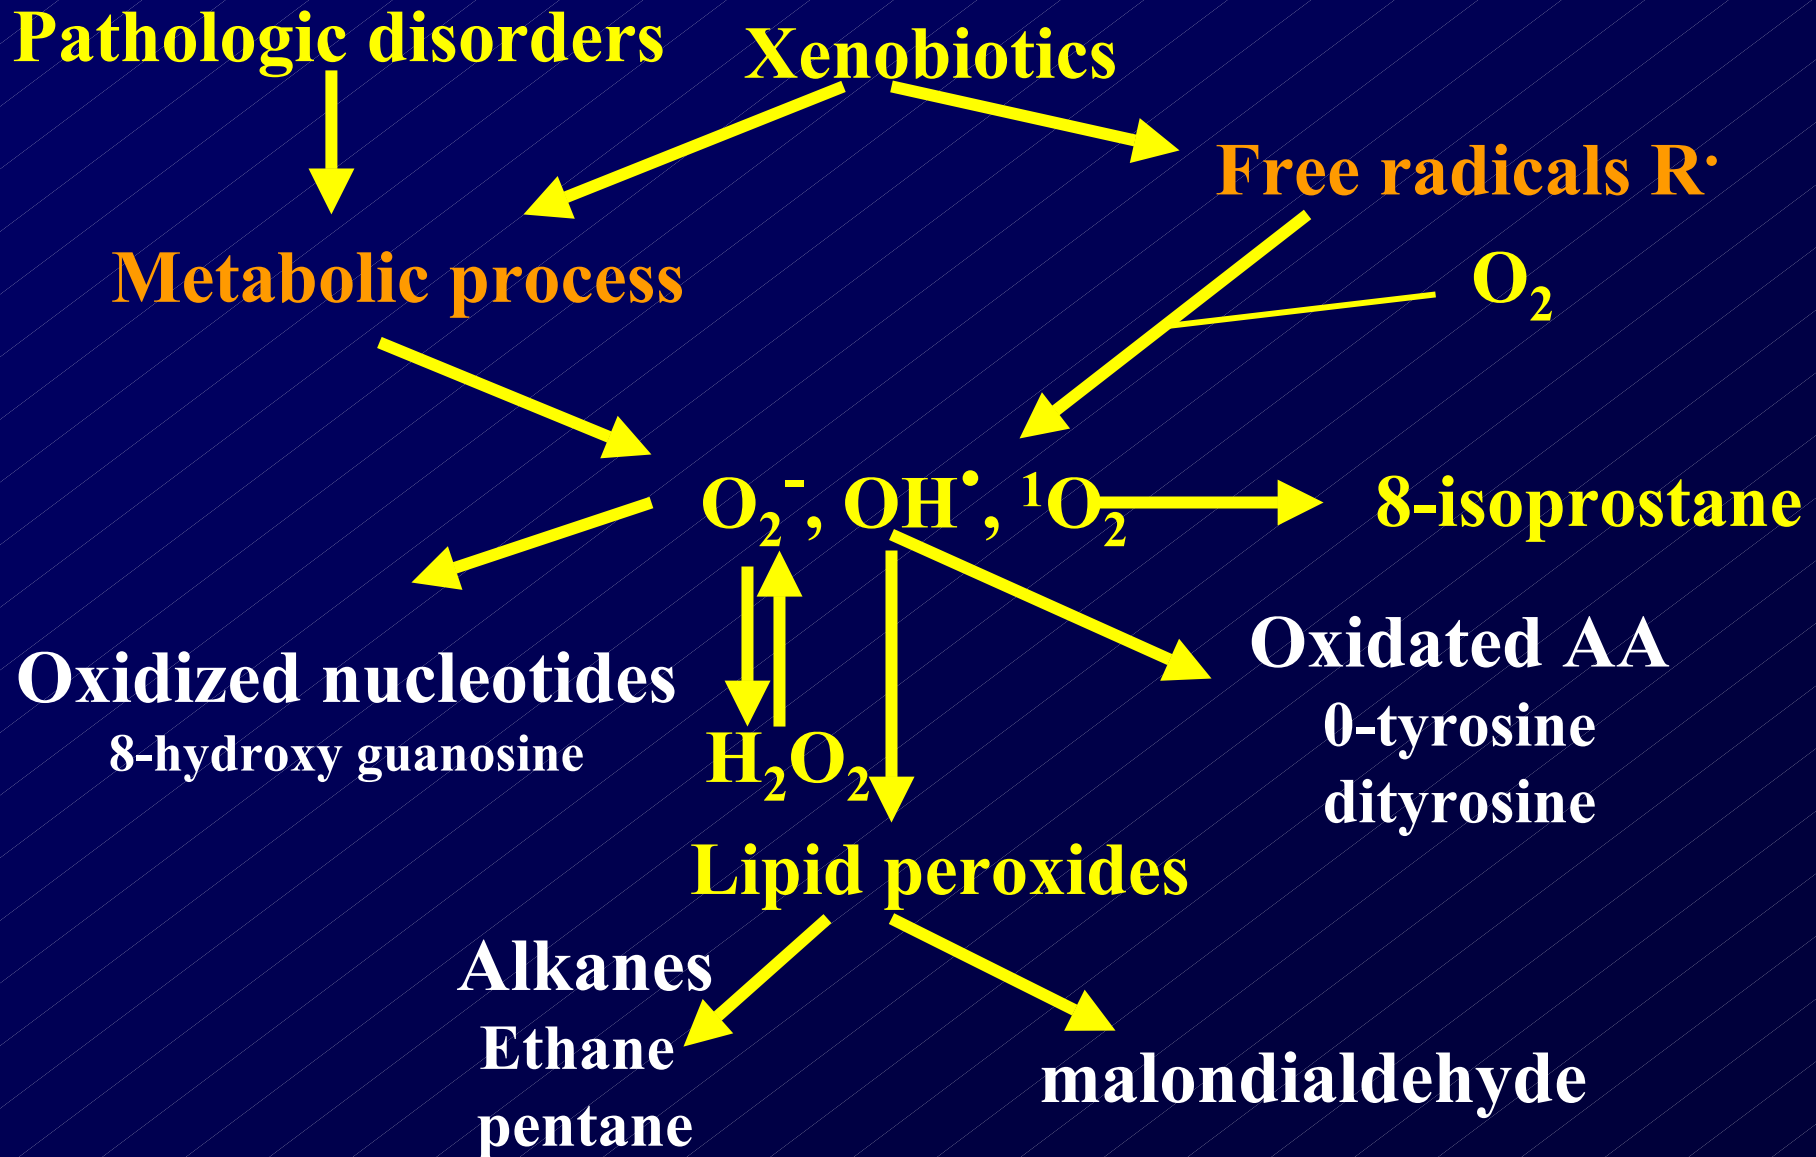 Pathologic disorders
Xenobiotics
Free radicals R·
Metabolic process
O₂
O₂⁻, OH•, ¹O₂
8-isoprostane
Oxidized nucleotides
8-hydroxy guanosine
H₂O₂
Oxidated AA
0-tyrosine
dityrosine
Lipid peroxides
Alkanes
Ethane
pentane
malondialdehyde